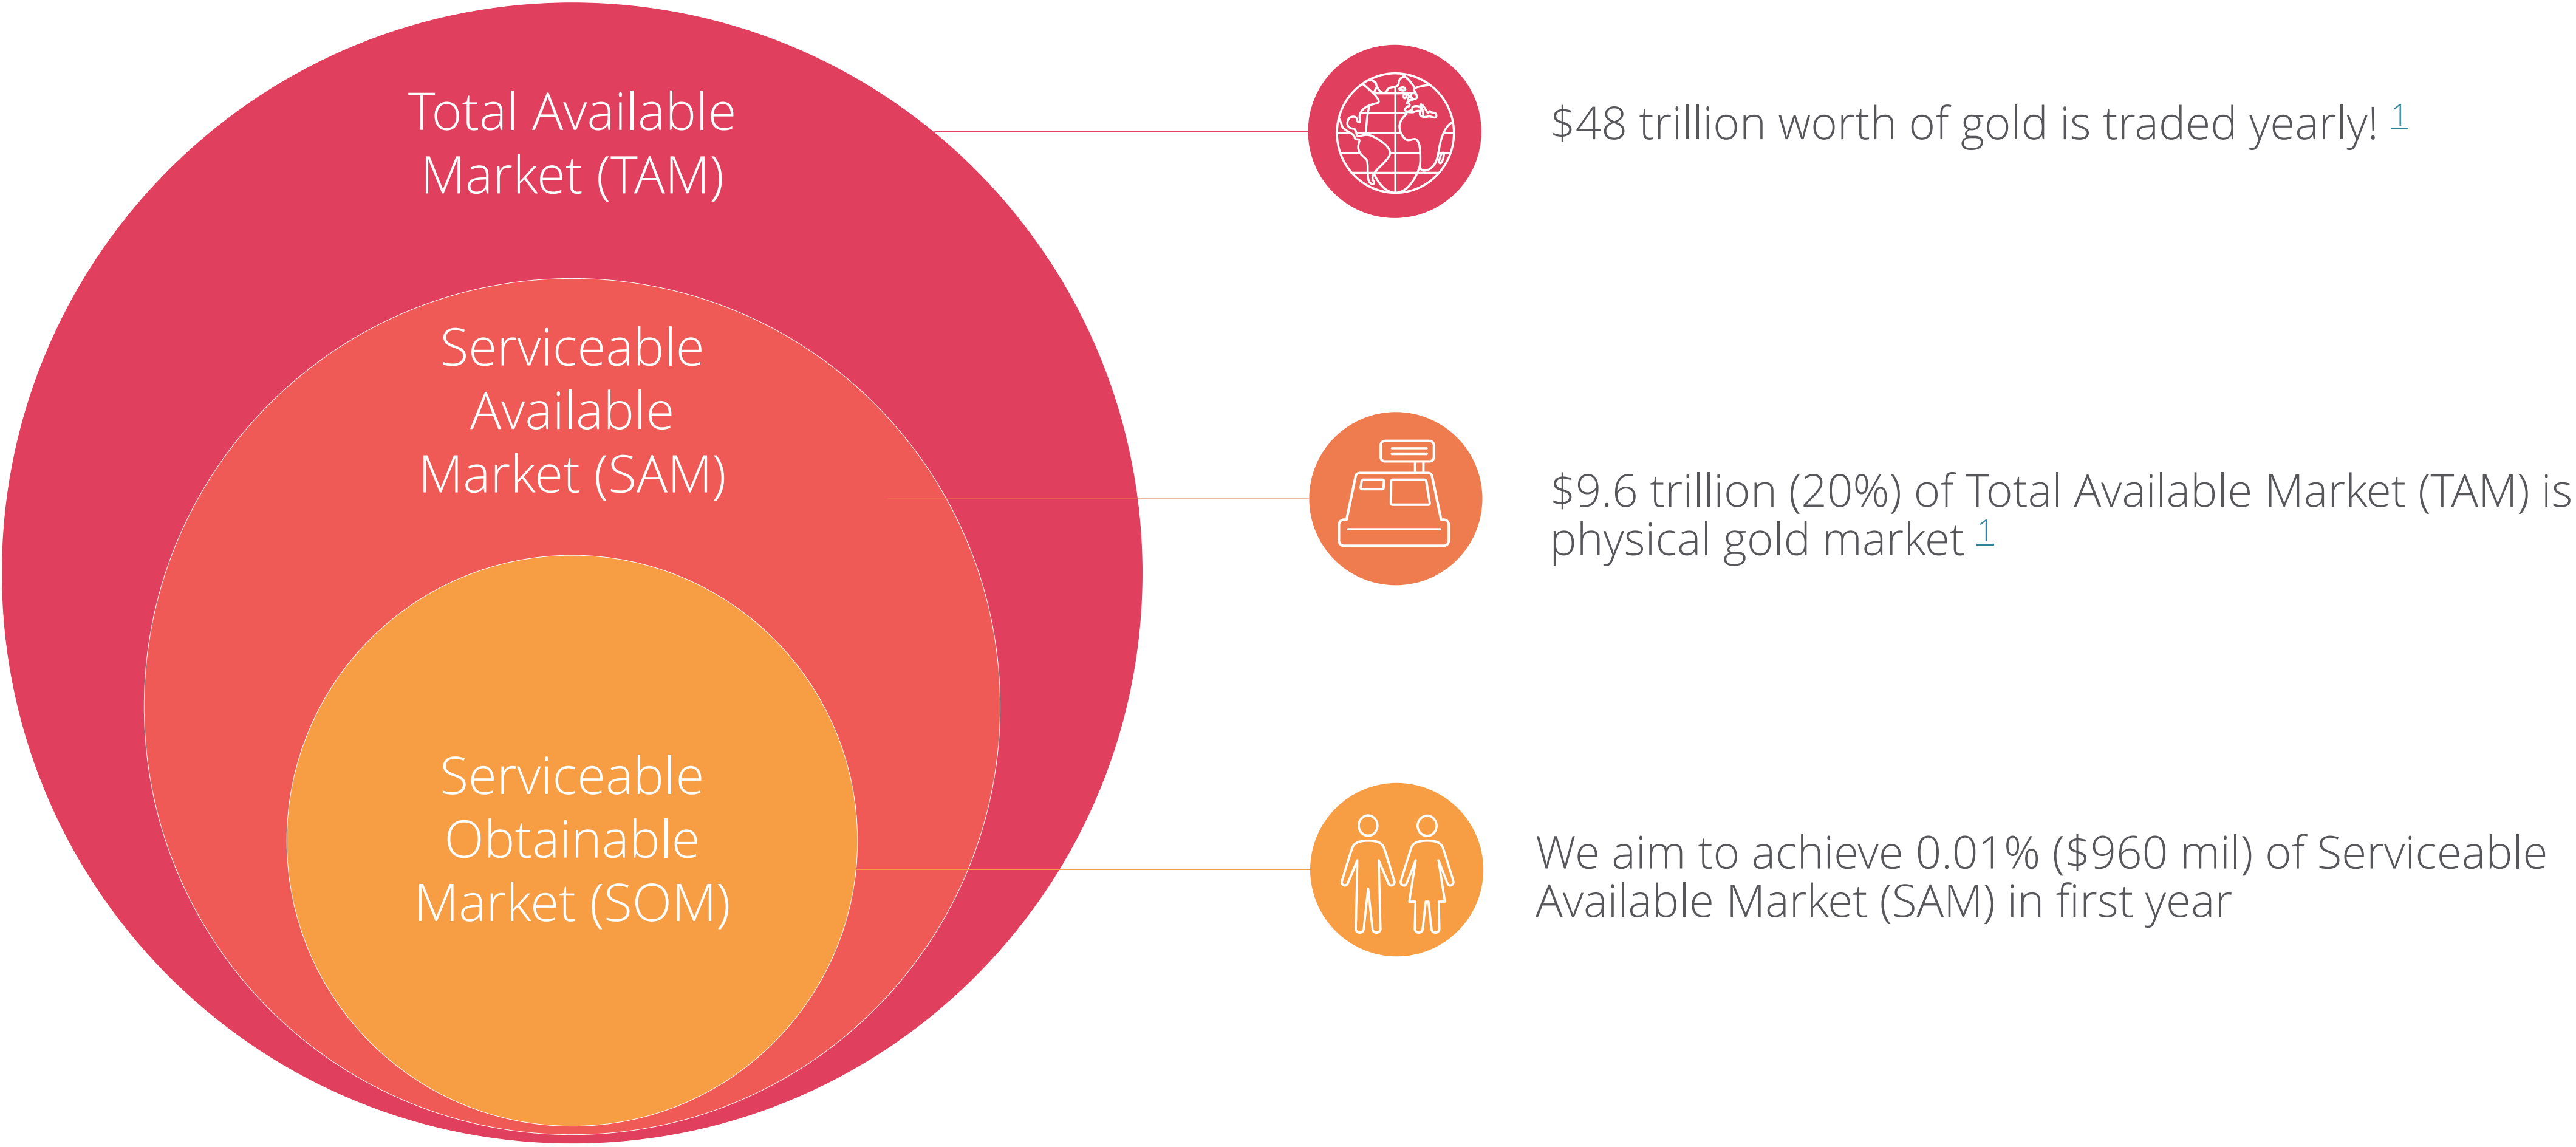 Total Available
Market (TAM)
$48 trillion worth of gold is traded yearly! 1
Serviceable
Available
Market (SAM)
$9.6 trillion (20%) of Total Available Market (TAM) is
physical gold market 1
Serviceable
Obtainable
Market (SOM)
We aim to achieve 0.01% ($960 mil) of Serviceable
Available Market (SAM) in first year